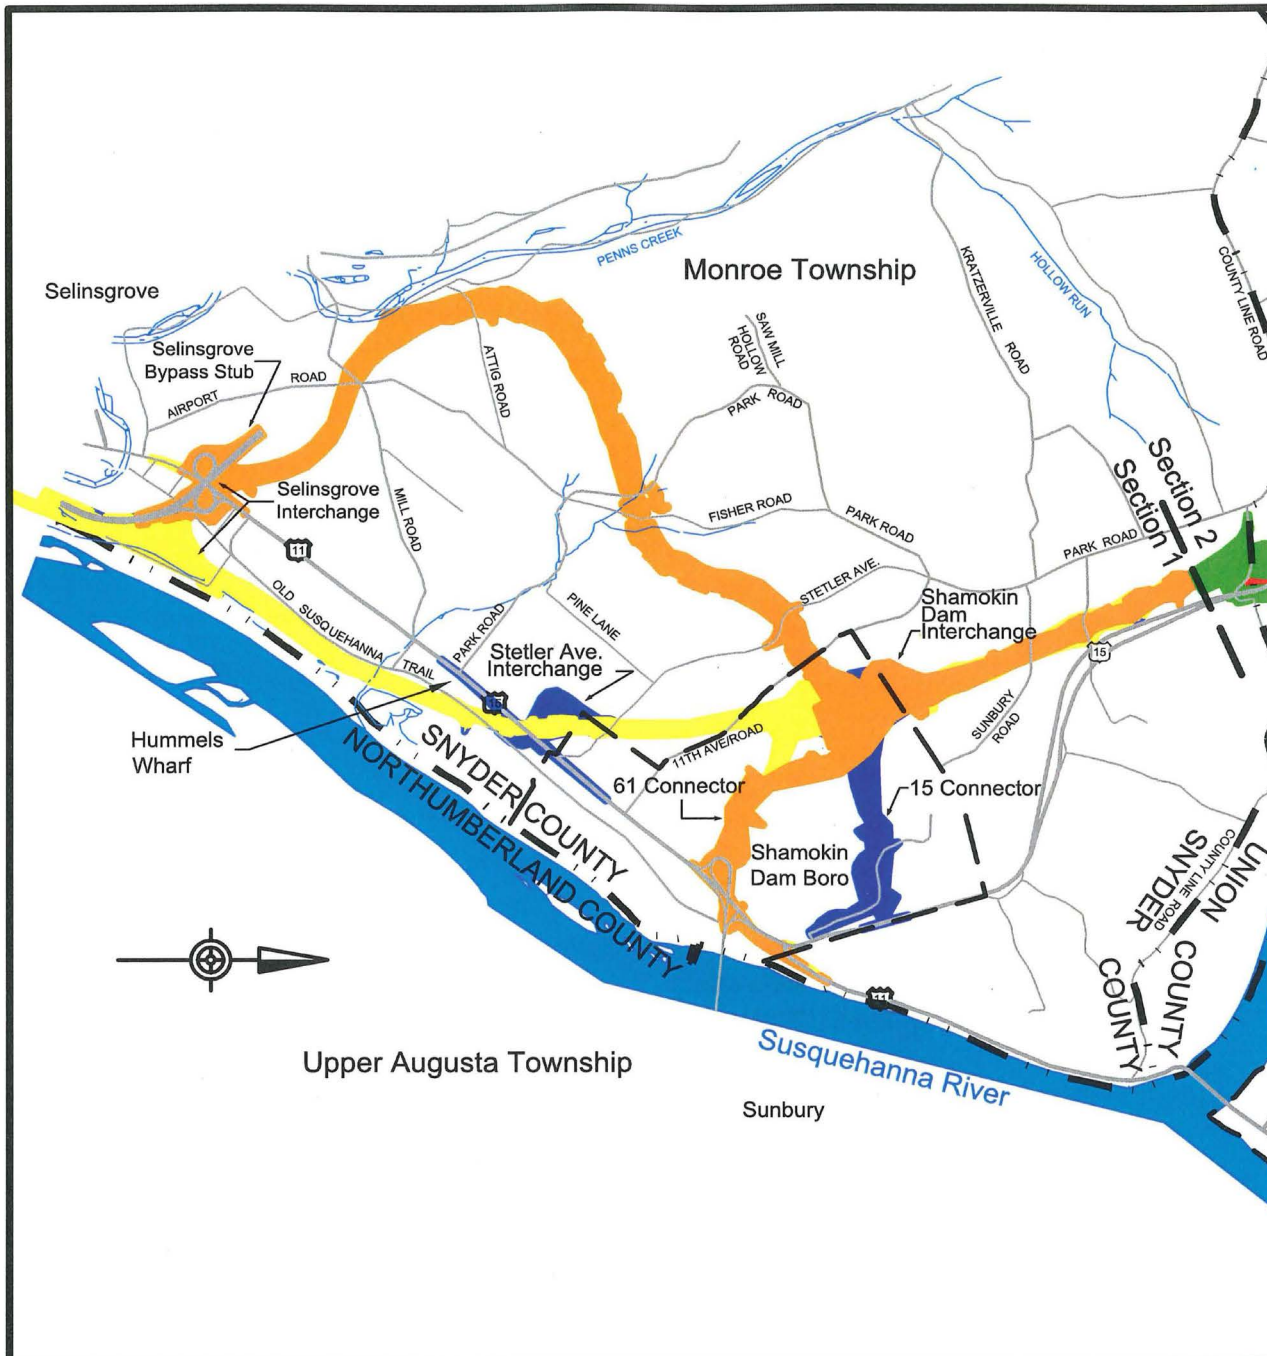 PENNS CREEK
Monroe Township
Selinsgrove
KRATZERVILLE ROAD
HOLLOW RUN
COUNTY LINE ROAD
Selinsgrove
Bypass Stub
ATTIG ROAD
SAW MILL
HOLLOW
ROAD
AIRPORT ROAD
PARK ROAD
Section 2
Section 1
Selinsgrove
Interchange
MILL ROAD
FISHER ROAD
PARK ROAD
PARK ROAD
11
OLD SUSQUEHANNA TRAIL
PARK ROAD
PINE LANE
STETLER AVE.
Shamokin
Dam
Interchange
15
Stetler Ave.
Interchange
SUNBURY
ROAD
Hummels
Wharf
11TH AVE/ROAD
61 Connector
15 Connector
SNYDER COUNTY
NORTHUMBERLAND COUNTY
Shamokin
Dam Boro
UNION COUNTY
COUNTY LINE ROAD
SNYDER COUNTY
Upper Augusta Township
Susquehanna River
Sunbury